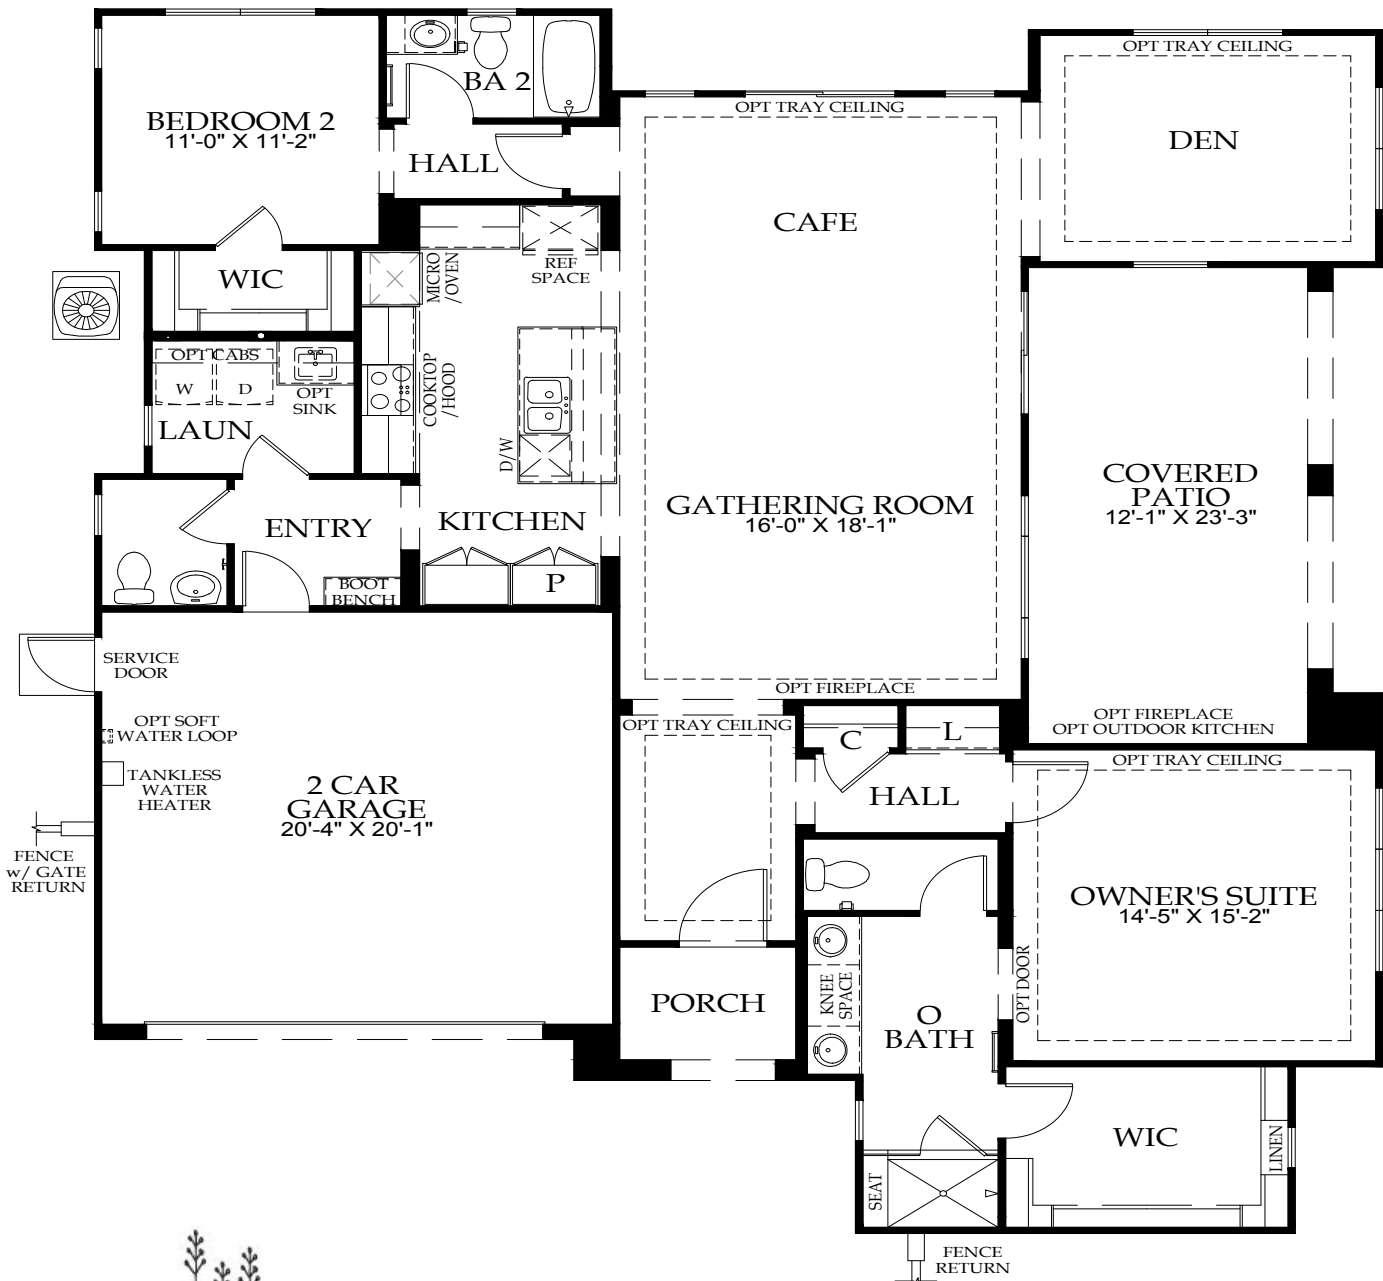 OPT TRAY CEILING
BA 2
BEDROOM 2
11'-0" X 11'-2"
HALL
OPT TRAY CEILING
DEN
CAFE
WIC
REF
SPACE
MICRO
/OVEN
OPT CABS
W
D
OPT
SINK
LAUN
COOKTOP
/HOOD
D/W
ENTRY
KITCHEN
GATHERING ROOM
16'-0" X 18'-1"
COVERED
PATIO
12'-1" X 23'-3"
BOOT
BENCH
P
SERVICE
DOOR
OPT FIREPLACE
OPT SOFT
WATER LOOP
OPT TRAY CEILING
C
L
OPT FIREPLACE
OPT OUTDOOR KITCHEN
OPT TRAY CEILING
TANKLESS
WATER
HEATER
2 CAR
GARAGE
20'-4" X 20'-1"
HALL
FENCE
w/ GATE
RETURN
OWNER'S SUITE
14'-5" X 15'-2"
PORCH
KNEE
SPACE
O
BATH
OPT DOOR
WIC
LINEN
SEAT
FENCE
RETURN